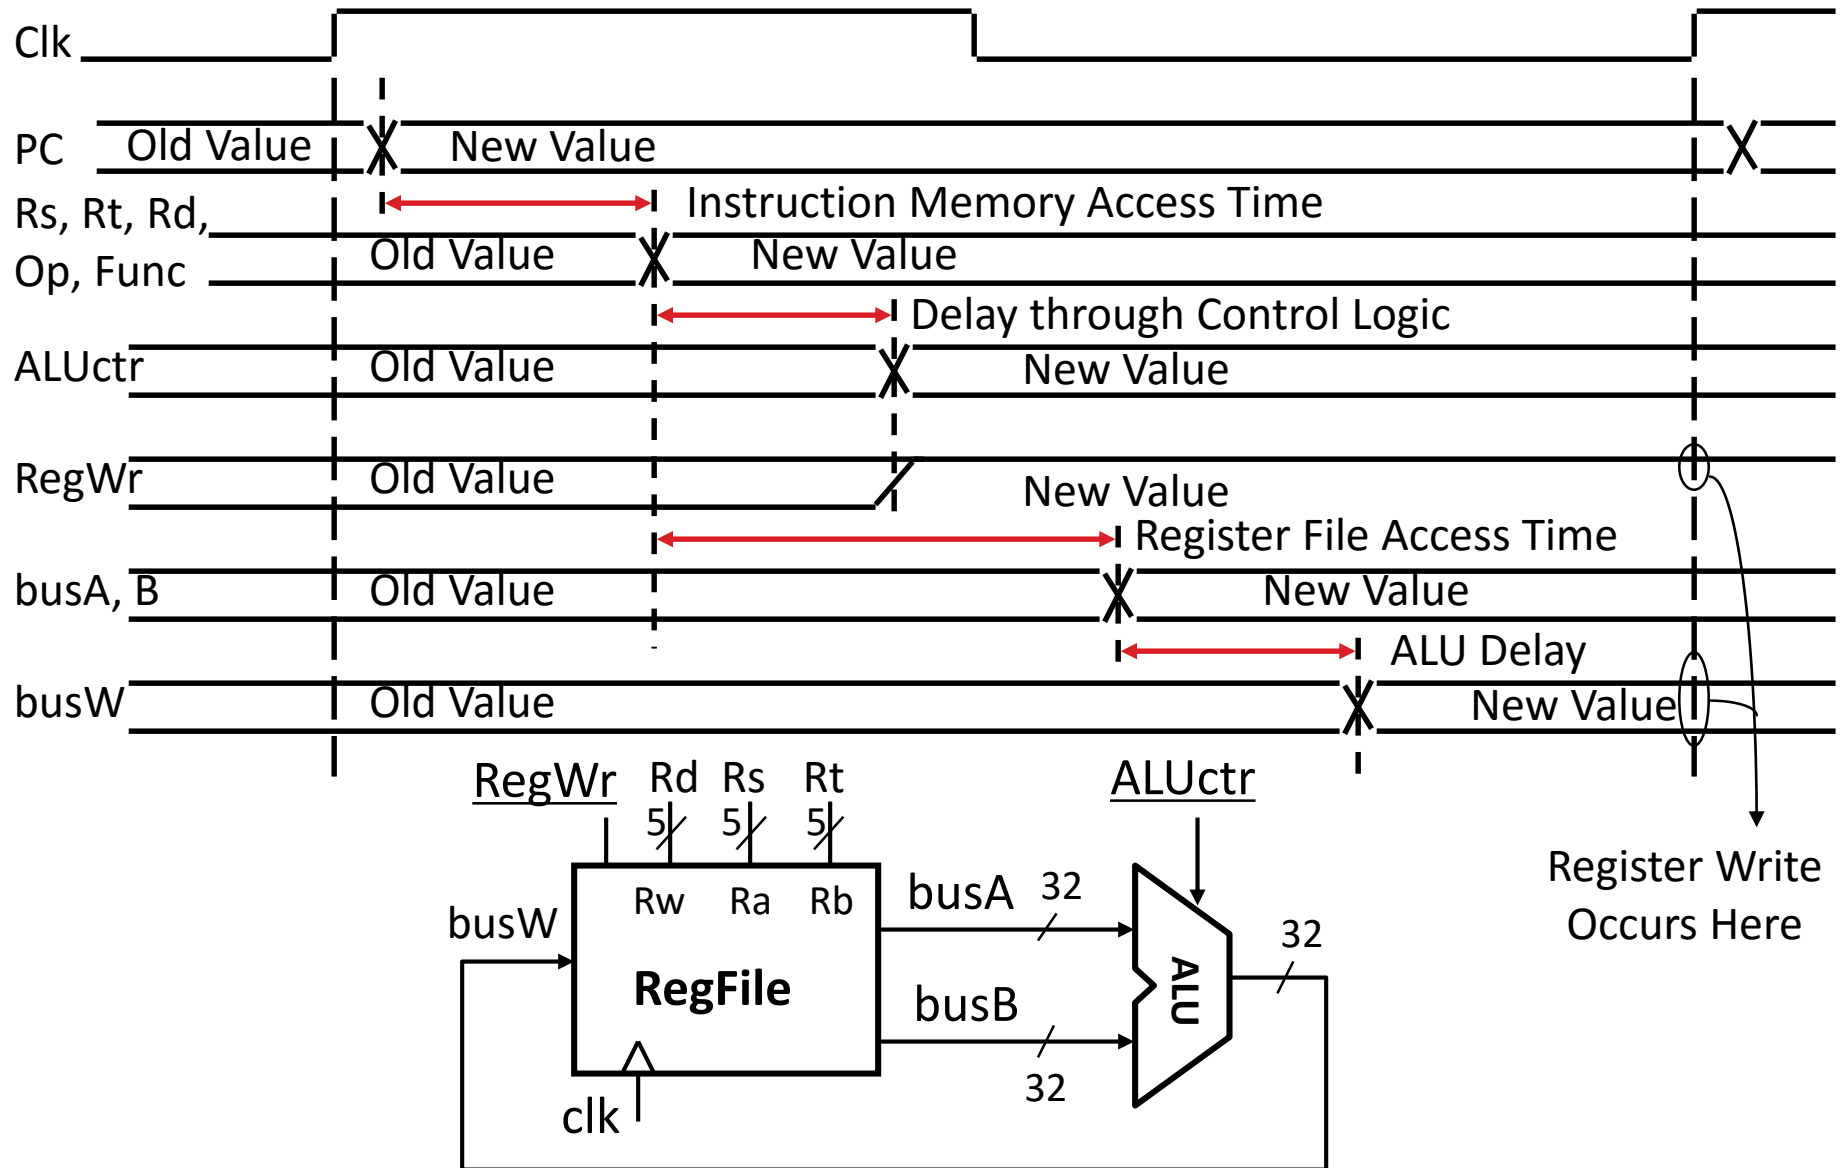 Clk
PC Old Value New Value
Rs, Rt, Rd, Instruction Memory Access Time
Op, Func Old Value New Value
Delay through Control Logic
ALUctr Old Value New Value
RegWr Old Value New Value
Register File Access Time
busA, B Old Value New Value
ALU Delay
busW Old Value New Value
RegWr Rd Rs Rt ALUctr
5 5 5
Register Write
Occurs Here
Rw Ra Rb
busA 32
busW
32
RegFile
ALU
busB
32
clk